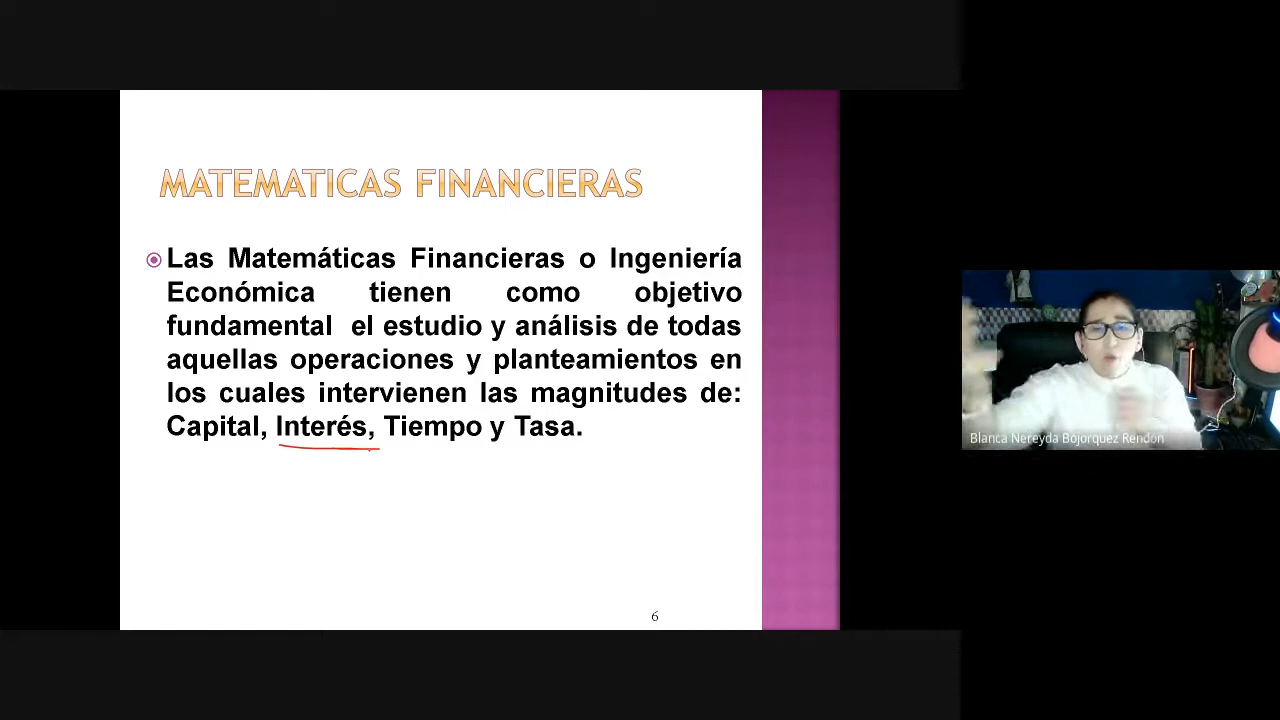 MATEMATICAS FINANCIERAS
Las Matemáticas Financieras o Ingeniería
Económica tienen como objetivo
fundamental el estudio y análisis de todas
aquellas operaciones y planteamientos en
los cuales intervienen las magnitudes de:
Capital, Interés, Tiempo y Tasa.
6
Blanca Nereyda Bojorquez Rendon